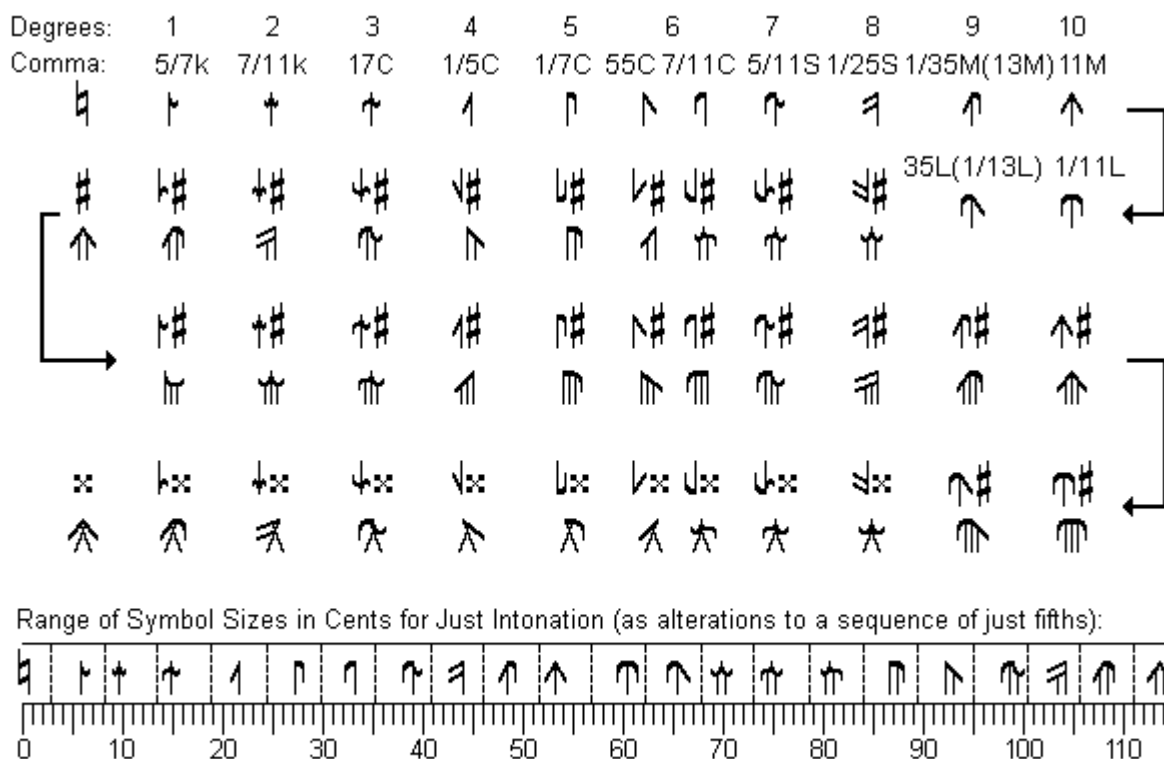 Degrees: 1 2 3 4 5 6 7 8 9 10
Comma: 5/7k 7/11k 17C 1/5C 1/7C 55C 7/11C 5/11S 1/25S 1/35M(13M) 11M
35L(1/13L) 1/11L
Range of Symbol Sizes in Cents for Just Intonation (as alterations to a sequence of just fifths):
0 10 20 30 40 50 60 70 80 90 100 110